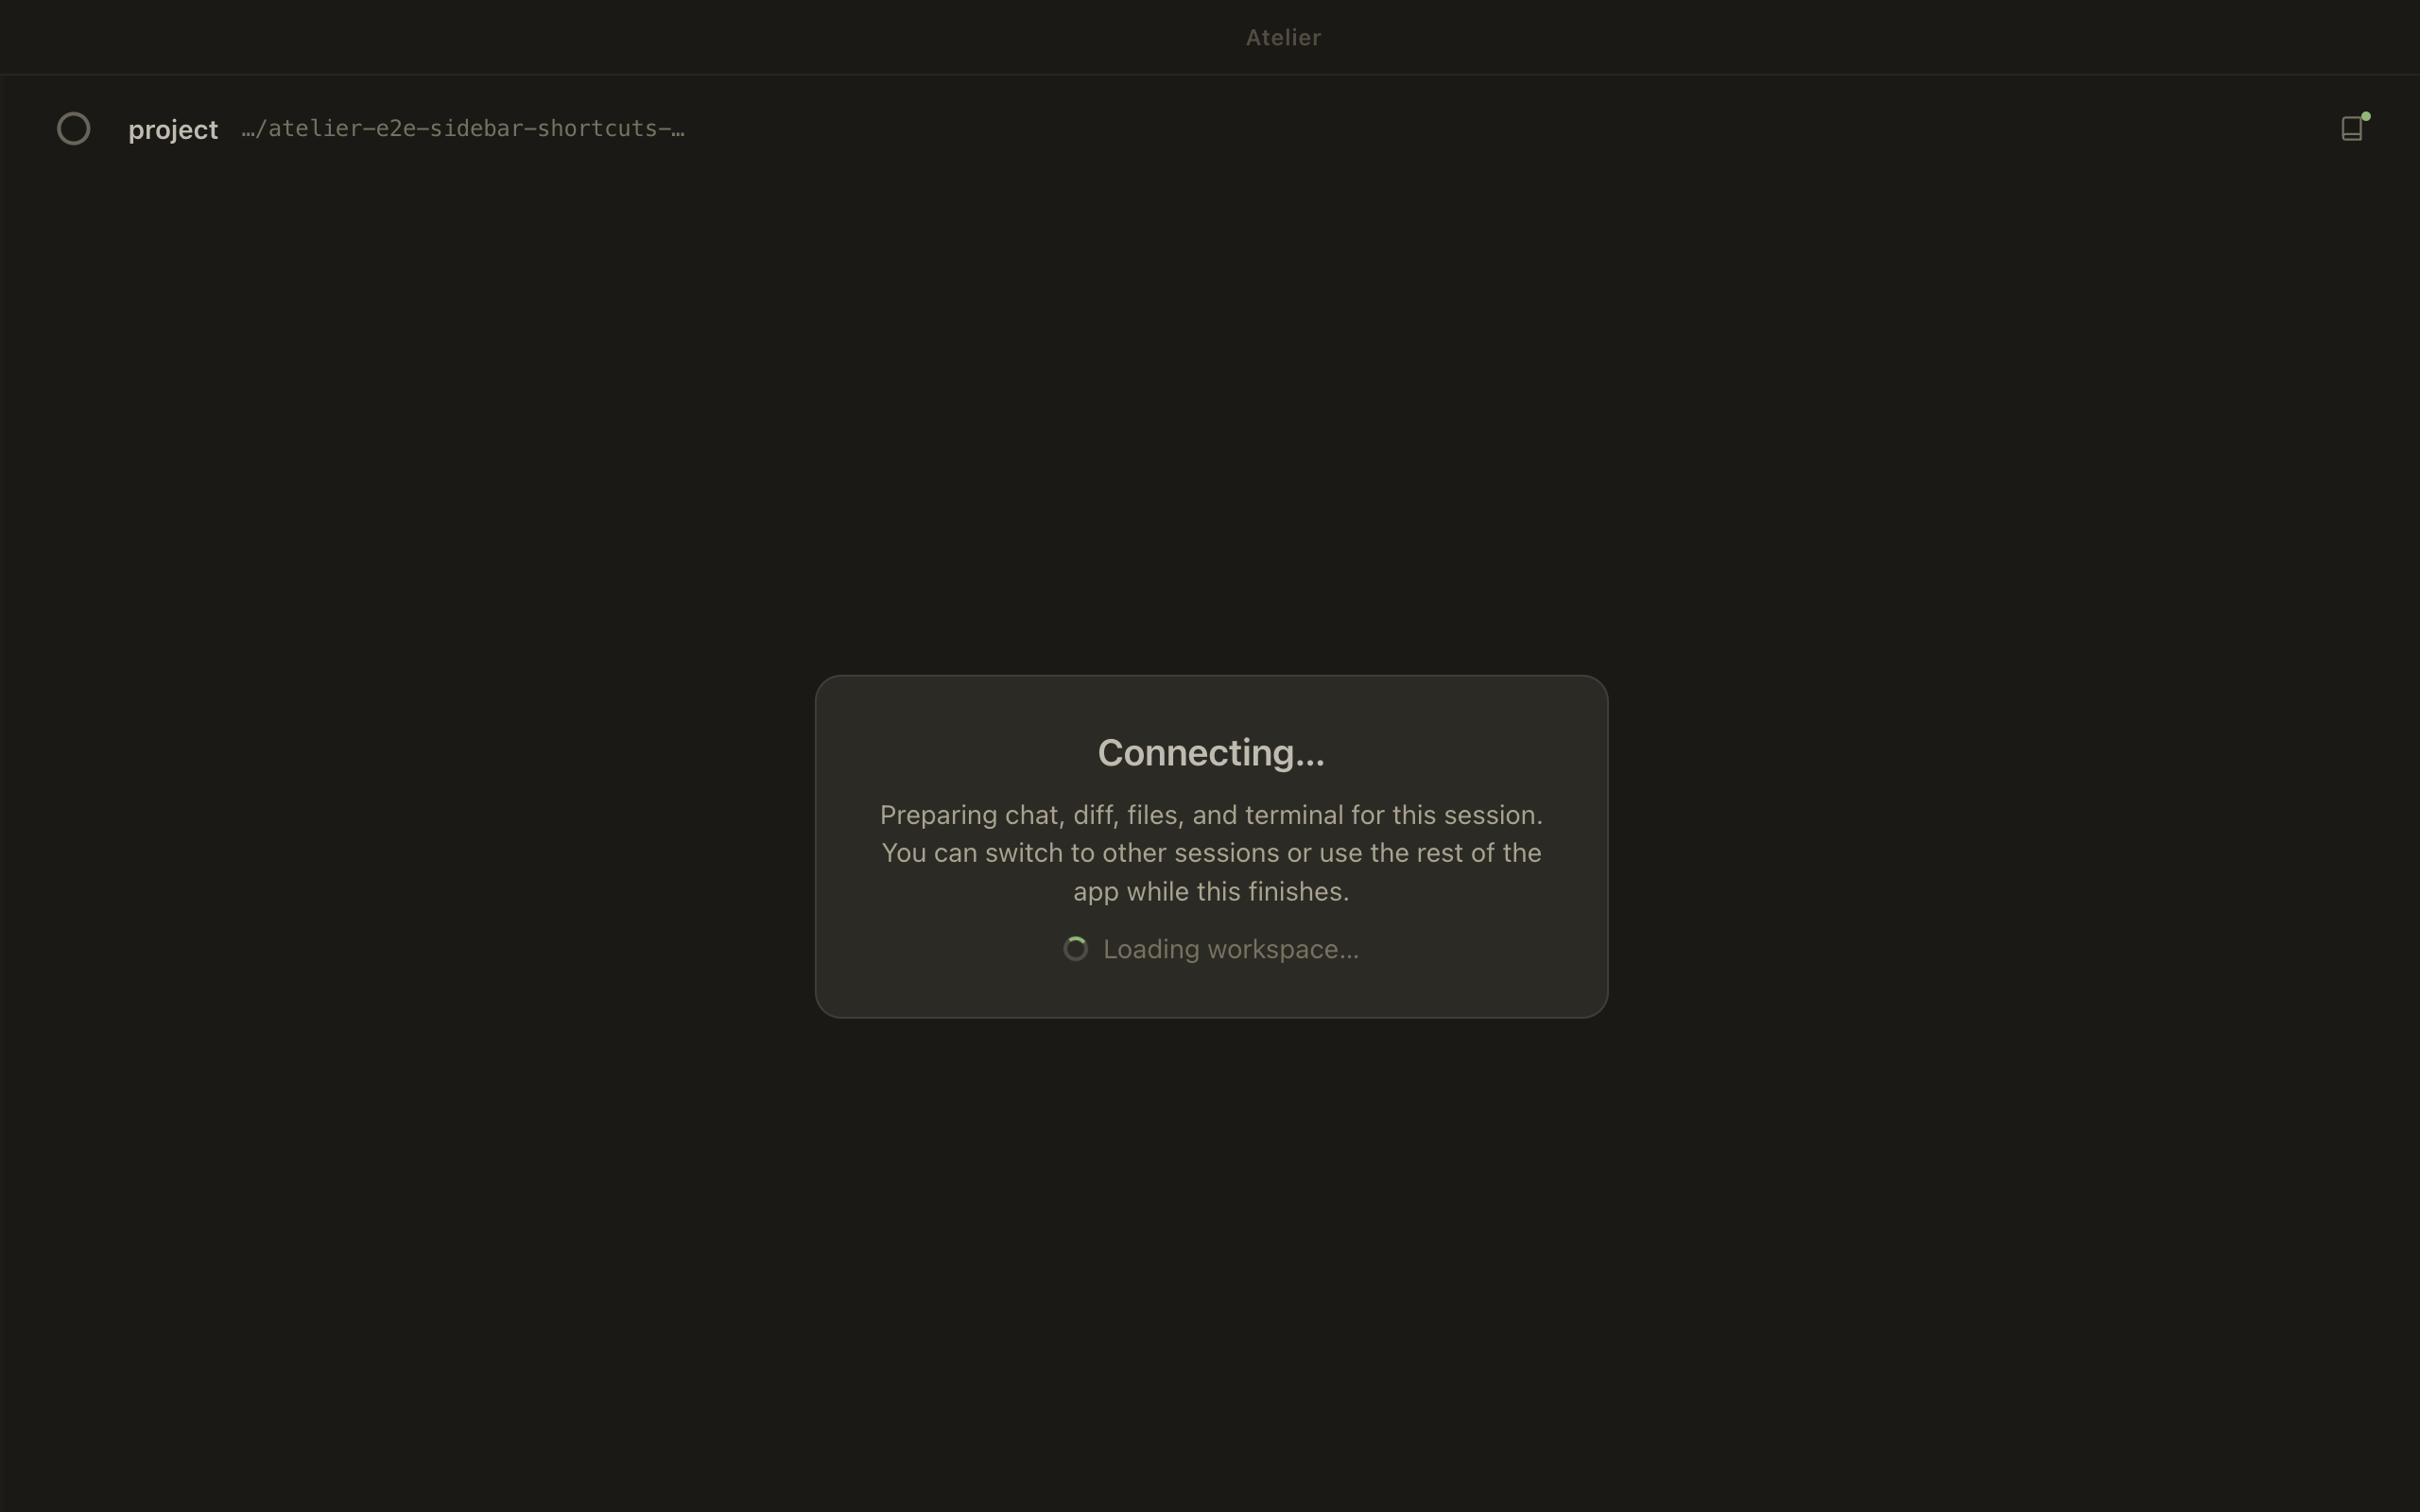 Atelier
project …/atelier-e2e-sidebar-shortcuts-…
Connecting...
Preparing chat, diff, files, and terminal for this session.
You can switch to other sessions or use the rest of the
app while this finishes.
Loading workspace...